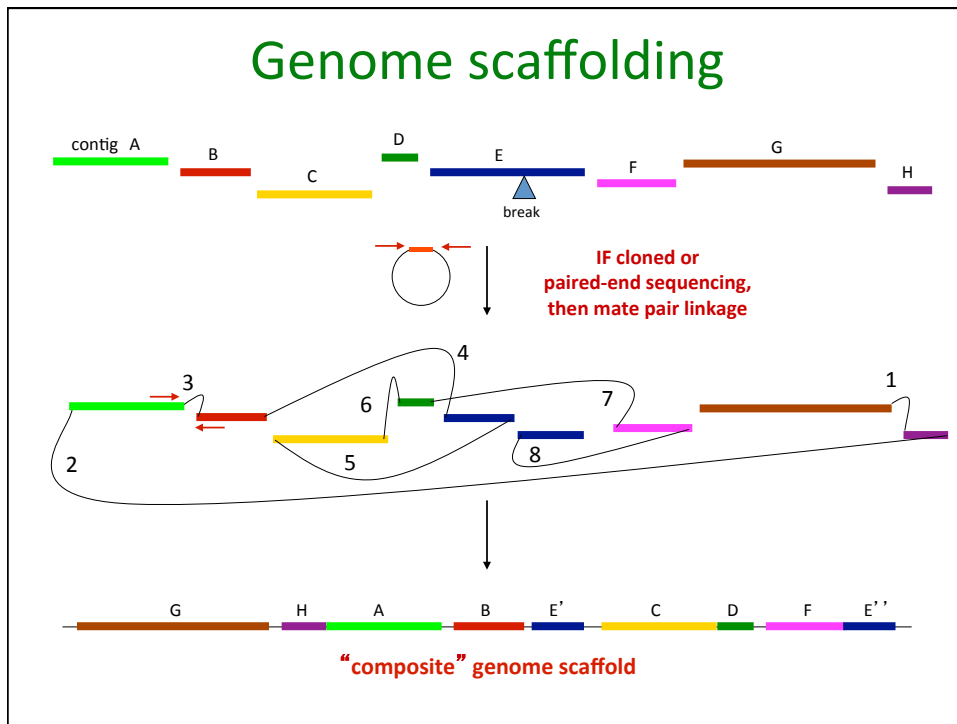 Genome scaffolding
contig A
B
C
D
E
F
G
H
break
IF cloned or
paired-end sequencing,
then mate pair linkage
1
2
3
4
5
6
7
8
G H A B E’ C D F E’’
“composite” genome scaffold